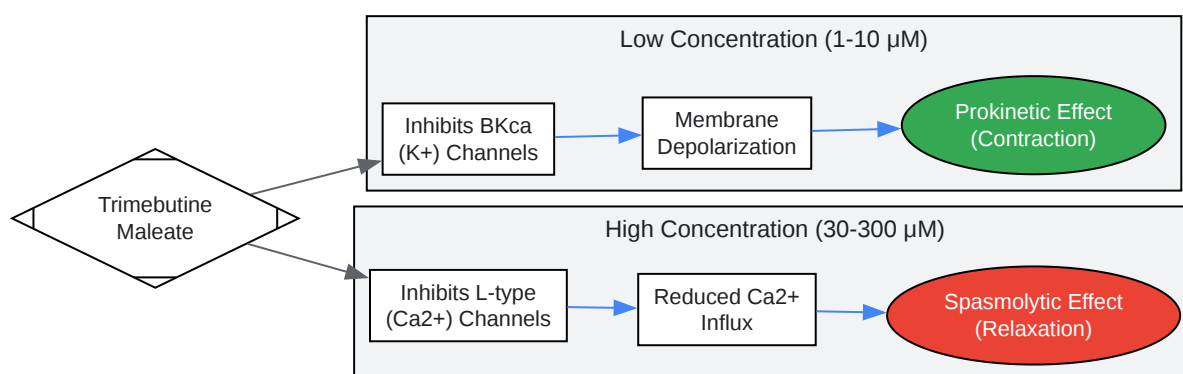 Low Concentration (1-10 μM)
Inhibits BKca
(K+) Channels
Membrane
Depolarization
Prokinetic Effect
(Contraction)
Trimebutine
Maleate
High Concentration (30-300 μM)
Inhibits L-type
(Ca2+) Channels
Reduced Ca2+
Influx
Spasmolytic Effect
(Relaxation)